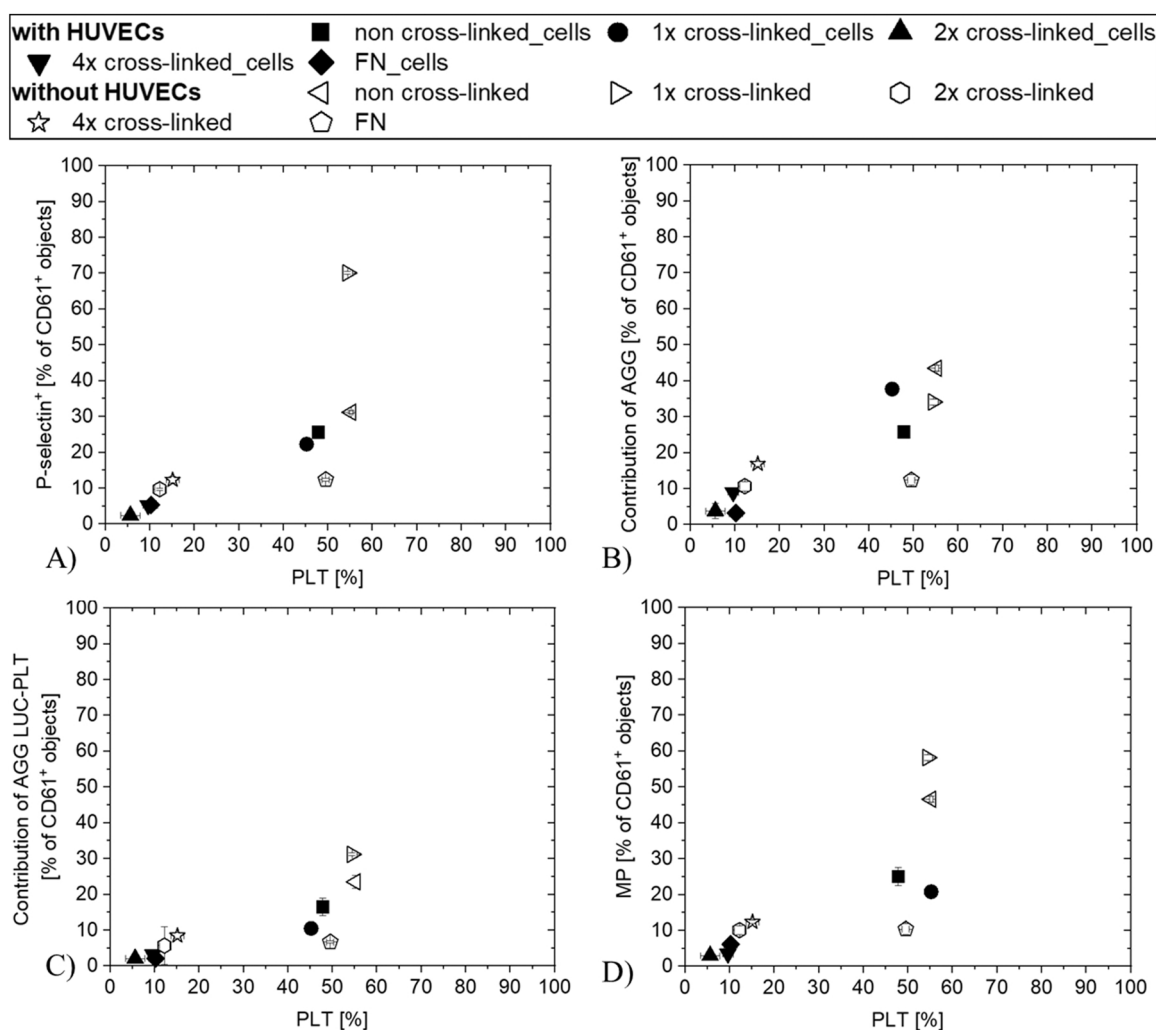 with HUVECs ■ non cross-linked_cells ● 1x cross-linked_cells ▲ 2x cross-linked_cells
▼ 4x cross-linked_cells ◆ FN_cells
without HUVECs ◁ non cross-linked ▷ 1x cross-linked ⬡ 2x cross-linked
☆ 4x cross-linked ⬠ FN
100
90
80
70
60
50
40
30
20
10
0
P-selectin⁺ [% of CD61⁺ objects]
0 10 20 30 40 50 60 70 80 90 100
A)
PLT [%]
100
90
80
70
60
50
40
30
20
10
0
Contribution of AGG [% of CD61⁺ objects]
0 10 20 30 40 50 60 70 80 90 100
B)
PLT [%]
100
90
80
70
60
50
40
30
20
10
0
Contribution of AGG LUC-PLT
[% of CD61⁺ objects]
0 10 20 30 40 50 60 70 80 90 100
C)
PLT [%]
100
90
80
70
60
50
40
30
20
10
0
MP [% of CD61⁺ objects]
0 10 20 30 40 50 60 70 80 90 100
D)
PLT [%]